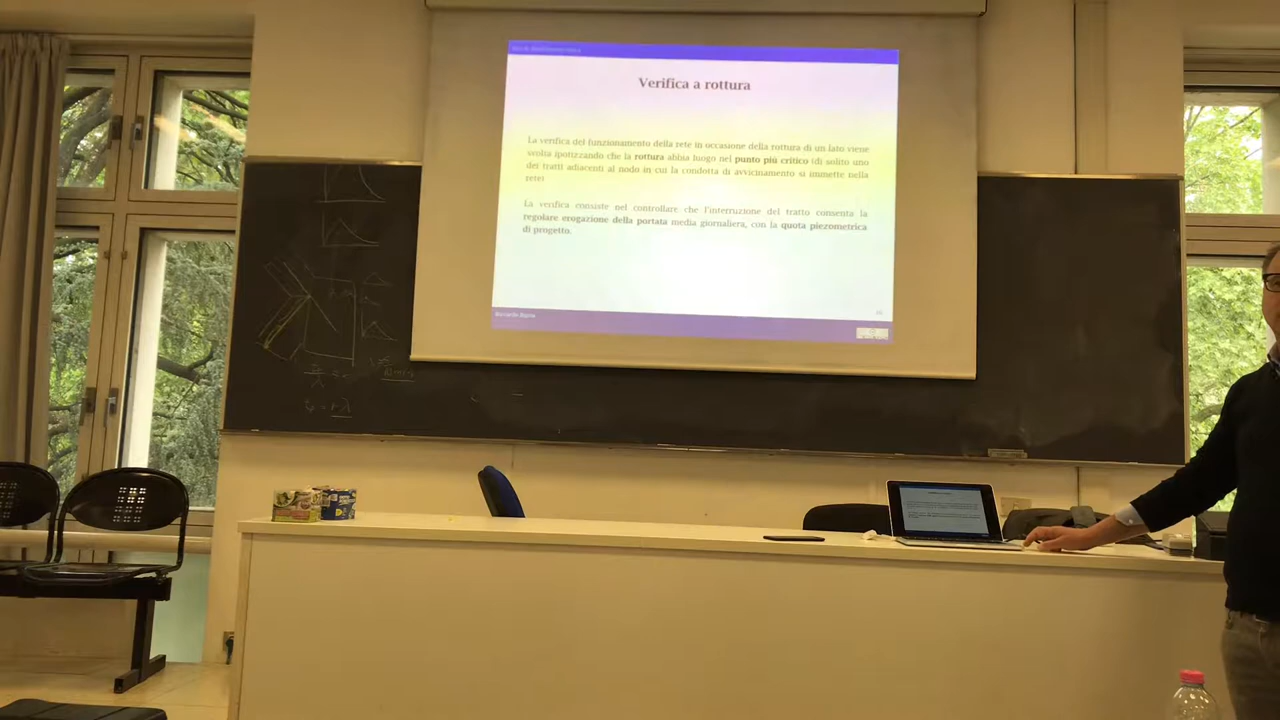 Verifica a rottura
La verifica del funzionamento della rete in occasione della rottura di un lato viene
svolta ipotizzando che la rottura abbia luogo nel punto più critico (di solito uno
dei tratti adiacenti al nodo in cui la condotta di avvicinamento si immette nella
rete)
La verifica consiste nel controllare che l'interruzione del tratto consenta la
regolare erogazione della portata media giornaliera, con la quota piezometrica
di progetto.